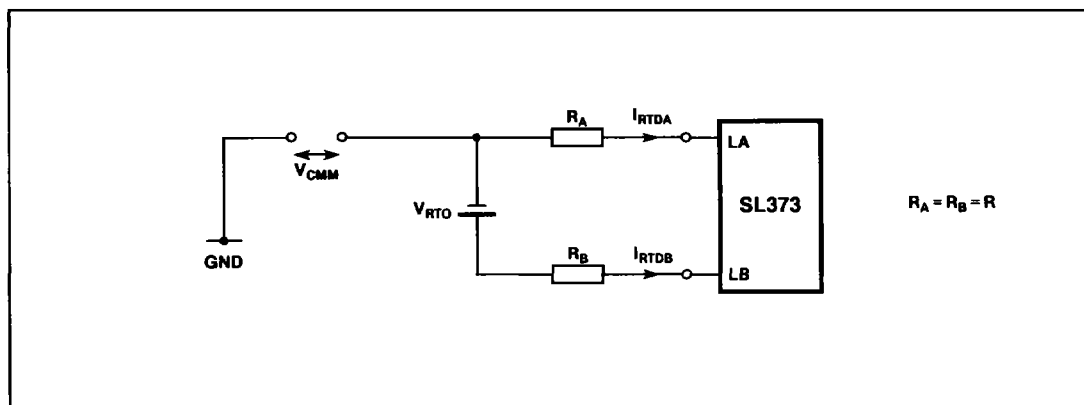 R_A
I_RTDA
LA
V_CMM
V_RTO
SL373
R_A = R_B = R
GND
R_B
I_RTDB
LB